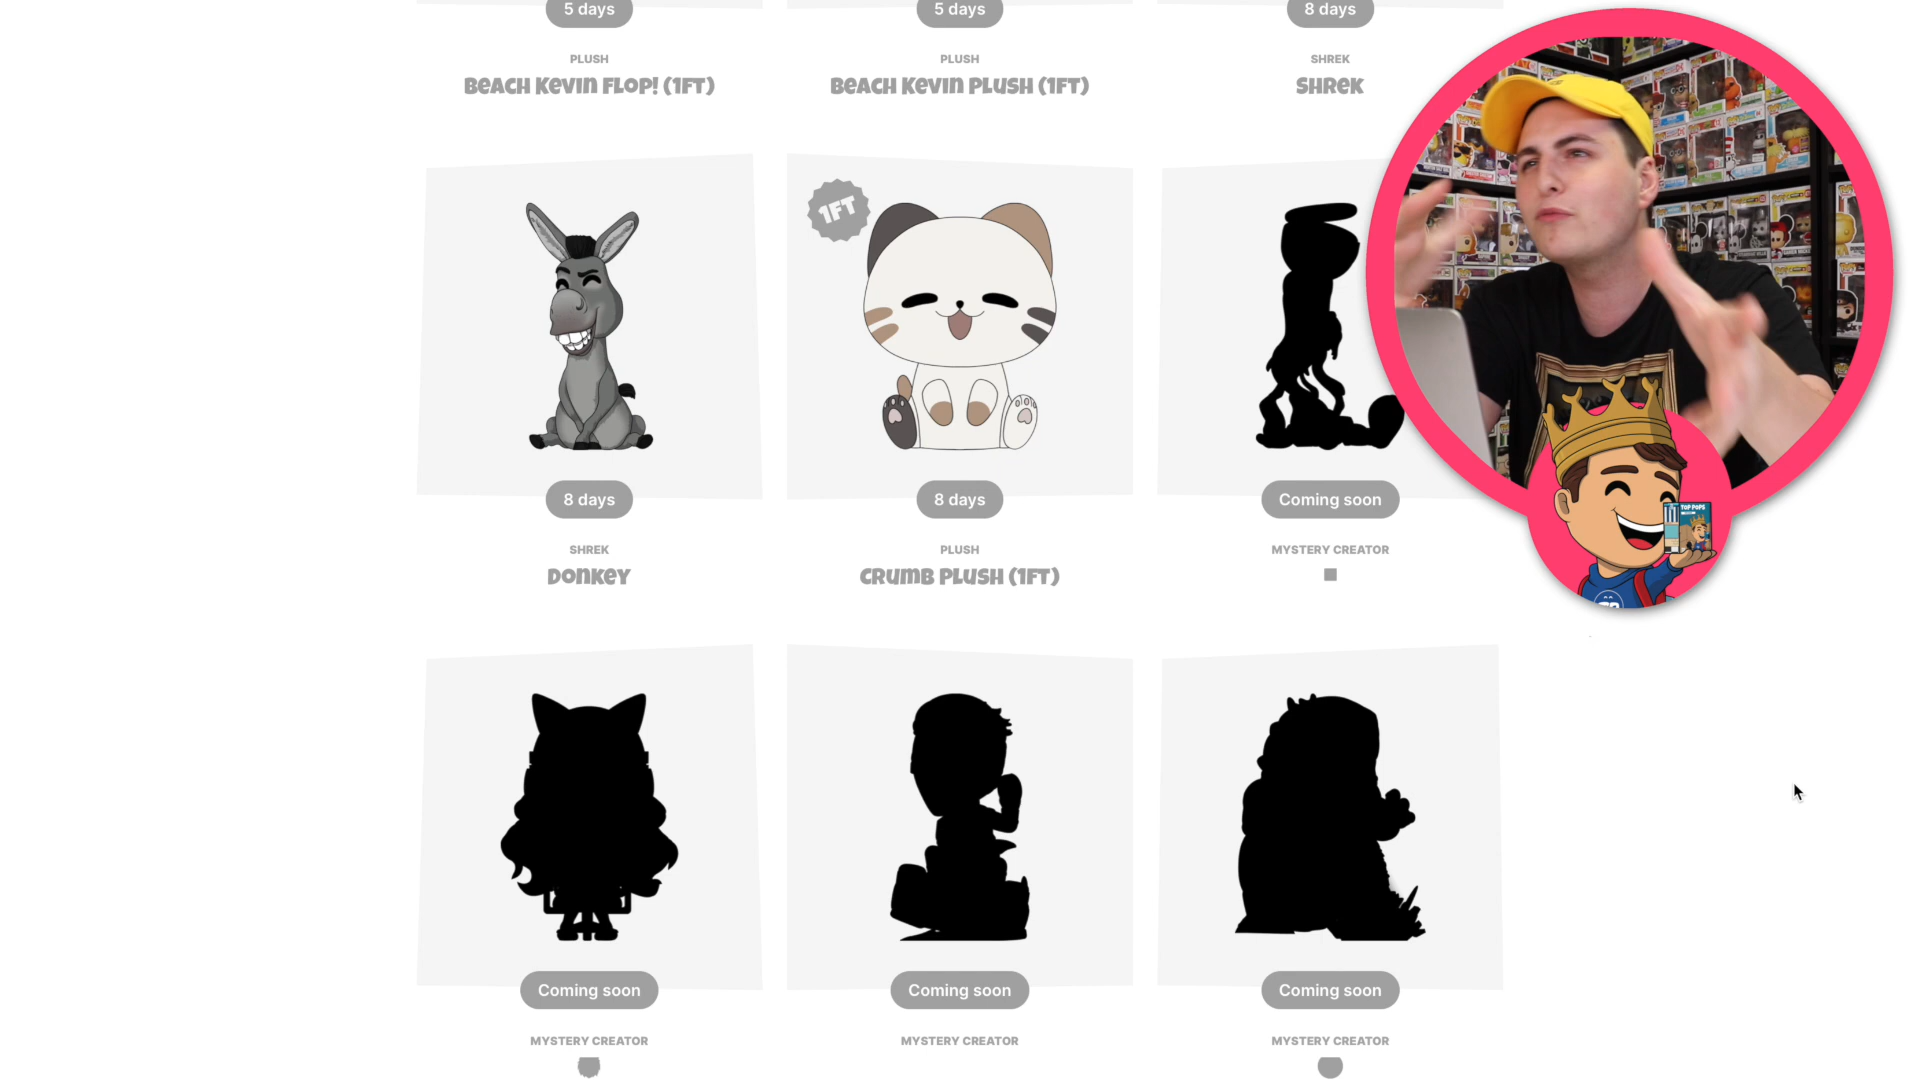 5 days
5 days
8 days
PLUSH
PLUSH
SHREK
BEACH KEVIN FLOP! (1FT)
BEACH KEVIN PLUSH (1FT)
SHREK
1FT
8 days
8 days
Coming soon
SHREK
PLUSH
MYSTERY CREATOR
DONKEY
CRUMB PLUSH (1FT)
TOP POPS
Coming soon
Coming soon
Coming soon
MYSTERY CREATOR
MYSTERY CREATOR
MYSTERY CREATOR